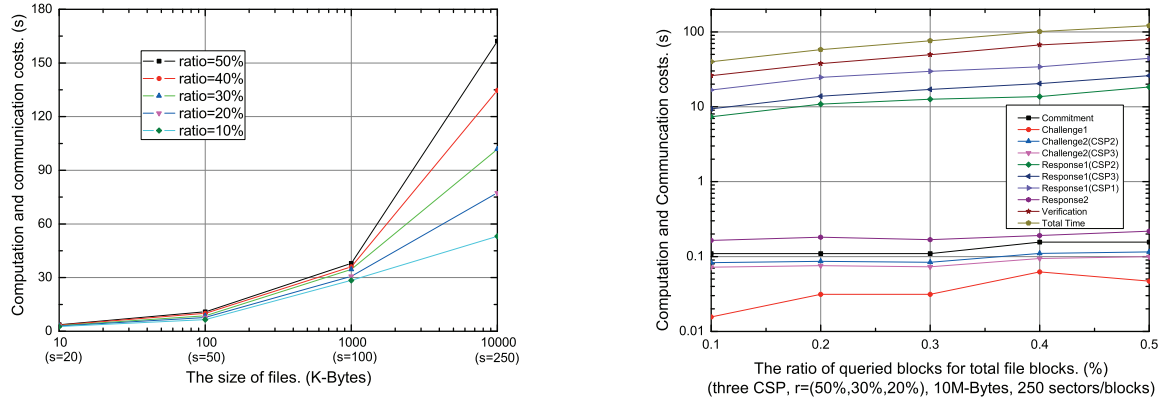 180
150
120
90
60
30
0
Computation and communication costs. (s)
ratio=50%
ratio=40%
ratio=30%
ratio=20%
ratio=10%
10 100 1000 10000
(s=20) (s=50) (s=100) (s=250)
The size of files. (K-Bytes)
100
10
1
0.1
0.01
Computation and Communcation costs. (s)
Commitment
Challenge1
Challenge2(CSP2)
Challenge2(CSP3)
Response1(CSP2)
Response1(CSP3)
Response1(CSP1)
Response2
Verification
Total Time
0.1 0.2 0.3 0.4 0.5
The ratio of queried blocks for total file blocks. (%)
(three CSP, r=(50%,30%,20%), 10M-Bytes, 250 sectors/blocks)